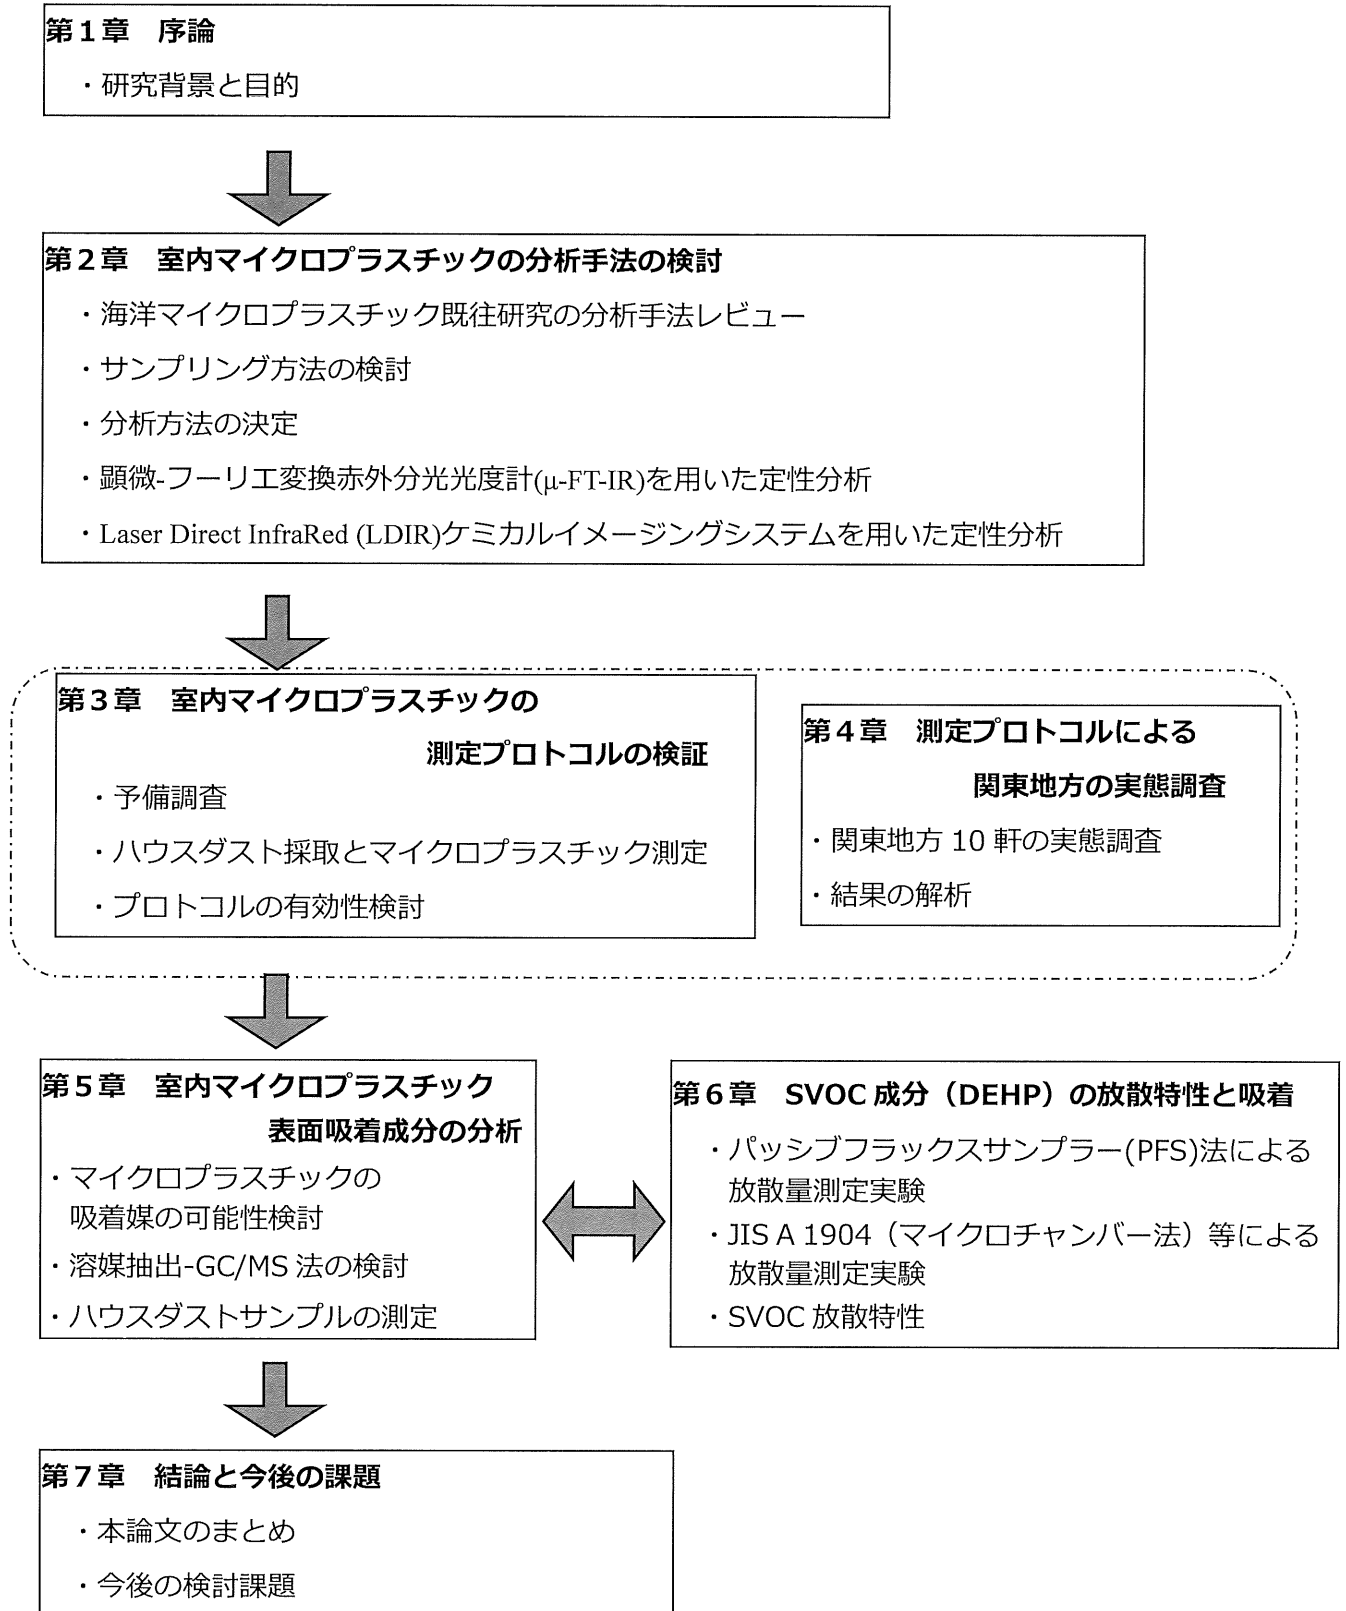 第１章　序論
・研究背景と目的
第２章　室内マイクロプラスチックの分析手法の検討
・海洋マイクロプラスチック既往研究の分析手法レビュー
・サンプリング方法の検討
・分析方法の決定
・顕微-フーリエ変換赤外分光光度計(μ-FT-IR)を用いた定性分析
・Laser Direct InfraRed (LDIR)ケミカルイメージングシステムを用いた定性分析
第３章　室内マイクロプラスチックの
測定プロトコルの検証
・予備調査
・ハウスダスト採取とマイクロプラスチック測定
・プロトコルの有効性検討
第４章　測定プロトコルによる
関東地方の実態調査
・関東地方 10 軒の実態調査
・結果の解析
第５章　室内マイクロプラスチック
表面吸着成分の分析
・マイクロプラスチックの
吸着媒の可能性検討
・溶媒抽出-GC/MS 法の検討
・ハウスダストサンプルの測定
第６章　SVOC 成分（DEHP）の放散特性と吸着
・パッシブフラックスサンプラー(PFS)法による
放散量測定実験
・JIS A 1904（マイクロチャンバー法）等による
放散量測定実験
・SVOC 放散特性
第７章　結論と今後の課題
・本論文のまとめ
・今後の検討課題